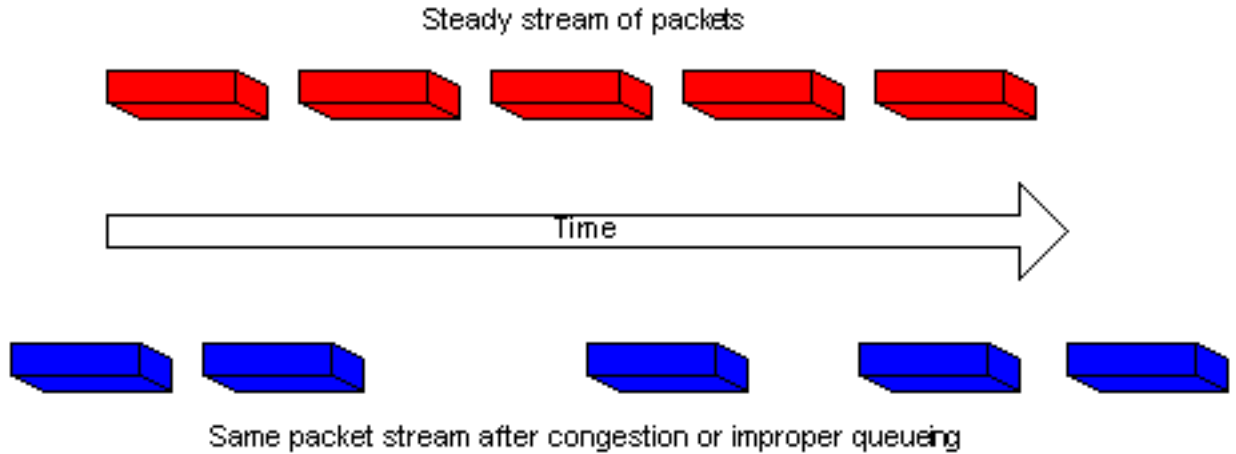 Steady stream of packets
Time
Same packet stream after congestion or improper queueing